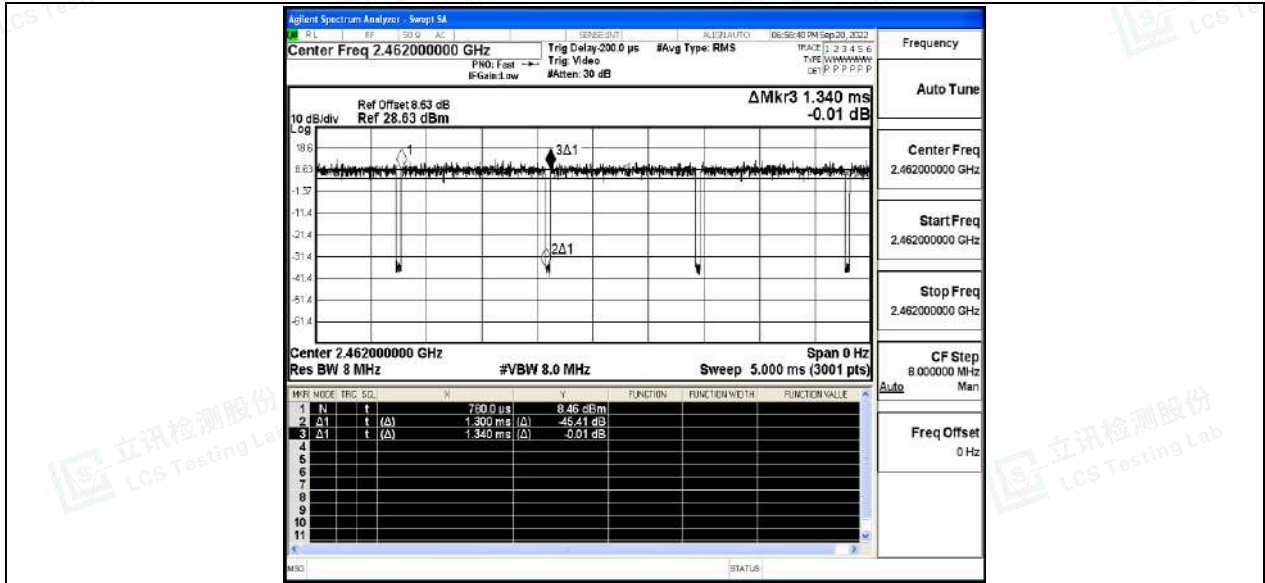 Agilent Spectrum Analyzer - Swept SA
RL RF 50 Ω AC SENSE:INT ALIGNAUTO 06:56:40 PM Sep 20, 2022
Center Freq 2.462000000 GHz
PNO: Fast
IFGain:Low
Trig Delay-200.0 µs
Trig: Video
#Atten: 30 dB
#Avg Type: RMS
TRACE 1 2 3 4 5 6
TYPE WWWWWW
DET P P P P P P
Frequency
Auto Tune
Center Freq
2.462000000 GHz
Start Freq
2.462000000 GHz
Stop Freq
2.462000000 GHz
CF Step
8.000000 MHz
Auto Man
Freq Offset
0 Hz
ΔMkr3 1.340 ms
-0.01 dB
Ref Offset 8.63 dB
10 dB/div Ref 28.63 dBm
Log
18.6
8.63
-1.37
-11.4
-21.4
-31.4
-41.4
-51.4
-61.4
1
3Δ1
2Δ1
Center 2.462000000 GHz Span 0 Hz
Res BW 8 MHz #VBW 8.0 MHz Sweep 5.000 ms (3001 pts)
MKR MODE TRC SCL X Y FUNCTION FUNCTION WIDTH FUNCTION VALUE
1 N t 780.0 us 8.46 dBm
2 Δ1 t (Δ) 1.300 ms (Δ) -45.41 dB
3 Δ1 t (Δ) 1.340 ms (Δ) -0.01 dB
4
5
6
7
8
9
10
11
MSG STATUS
立讯检测股份
LCS Testing Lab
立讯检测股份
LCS Testing Lab